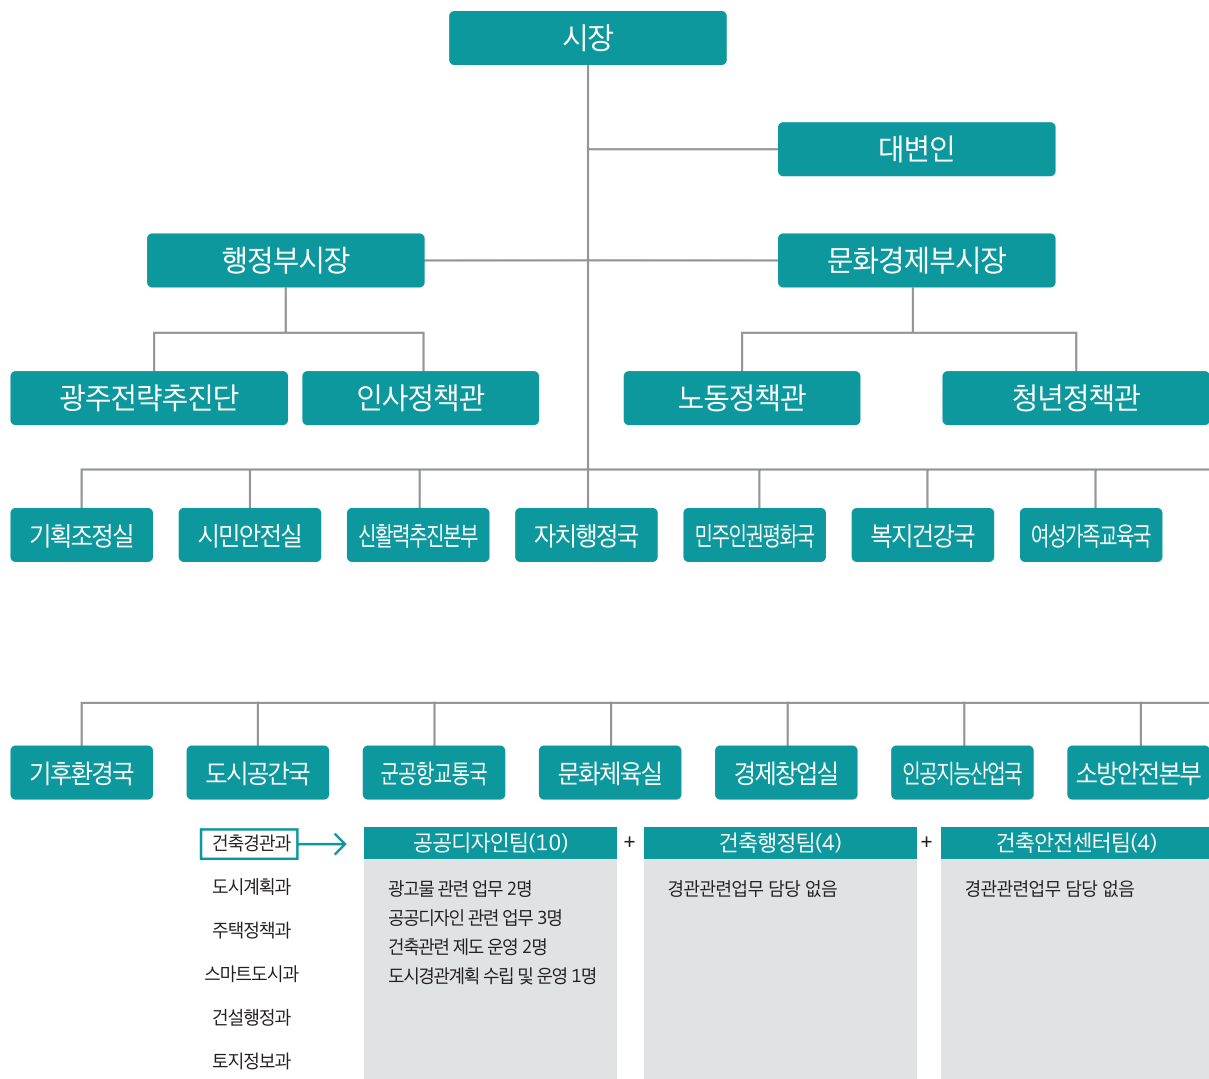 시장
대변인
행정부시장
문화경제부시장
광주전략추진단
인사정책관
노동정책관
청년정책관
기획조정실
시민안전실
신활력추진본부
자치행정국
민주인권평화국
복지건강국
여성가족교육국
기후환경국
도시공간국
군공항교통국
문화체육실
경제창업실
인공지능산업국
소방안전본부
건축경관과
도시계획과
주택정책과
스마트도시과
건설행정과
토지정보과
공공디자인팀(10)
광고물 관련 업무 2명
공공디자인 관련 업무 3명
건축관련 제도 운영 2명
도시경관계획 수립 및 운영 1명
+
건축행정팀(4)
경관관련업무 담당 없음
+
건축안전센터팀(4)
경관관련업무 담당 없음